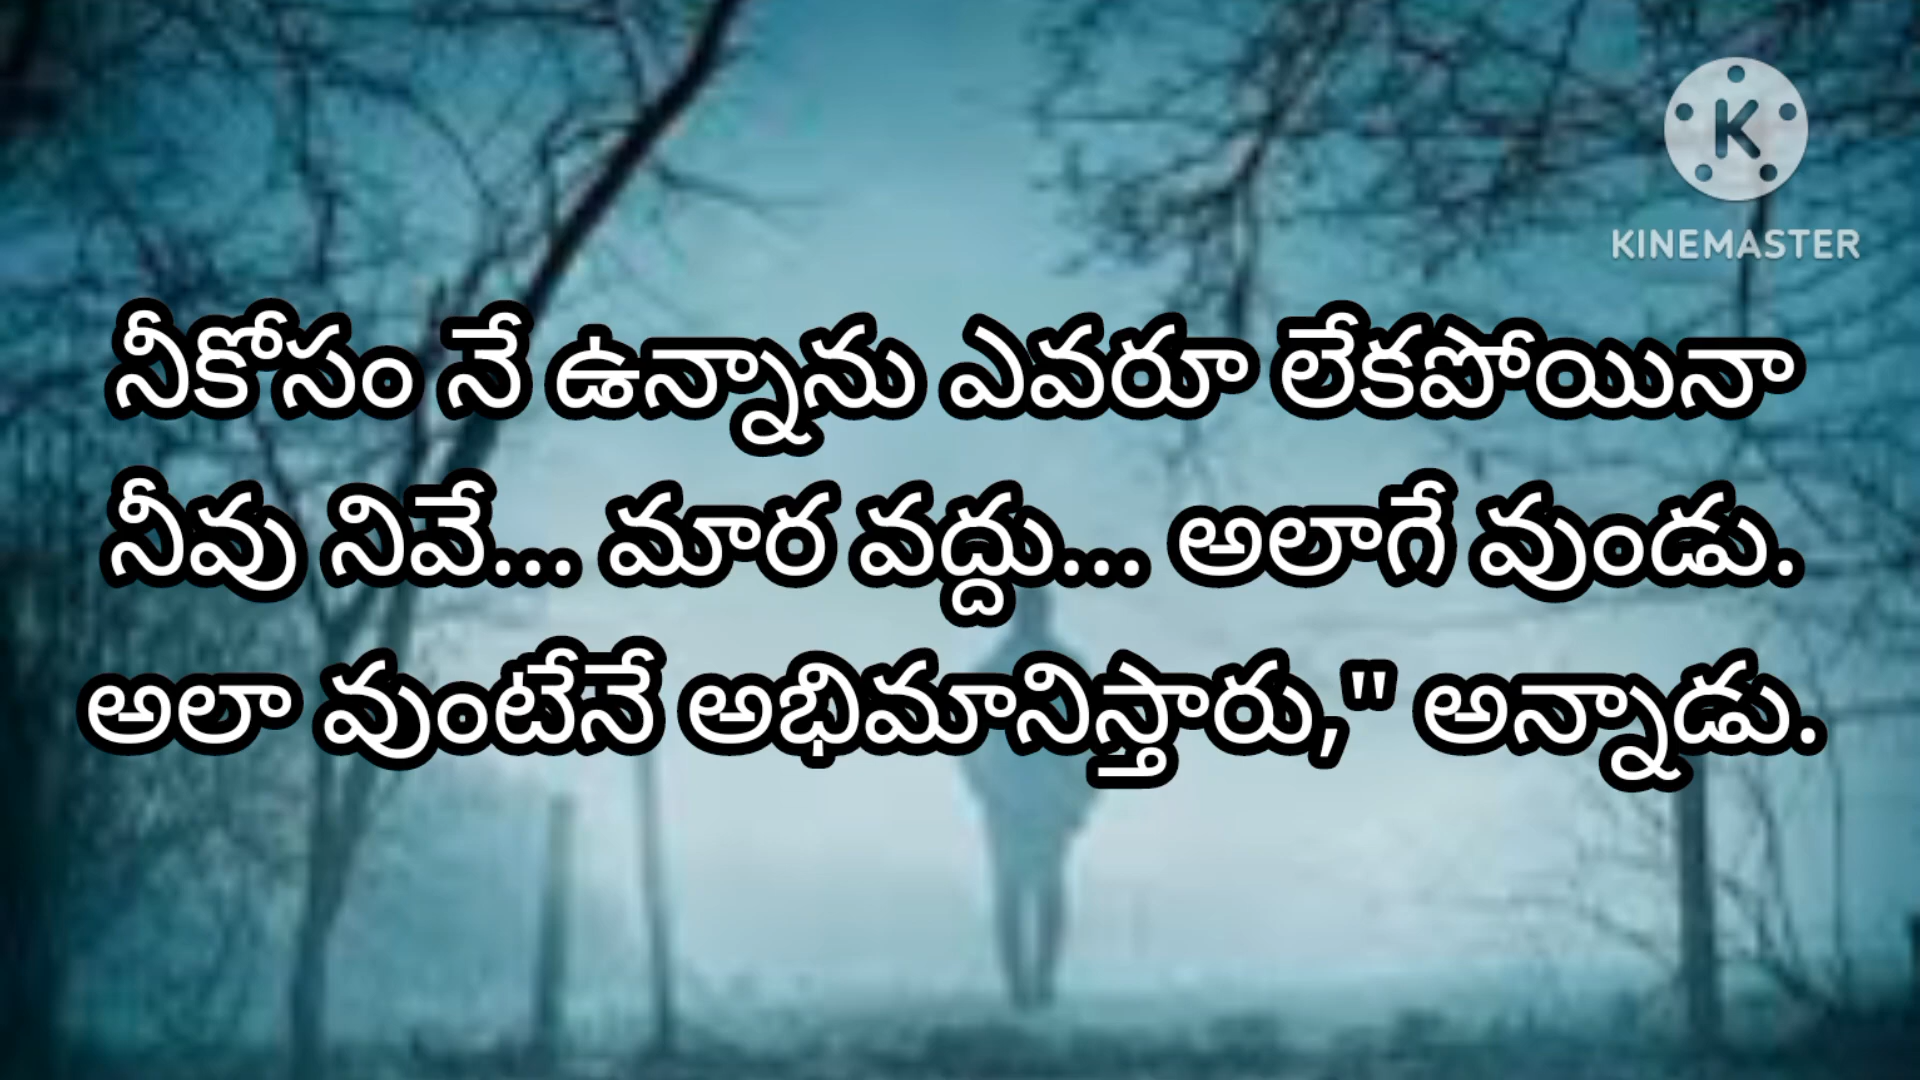 KINEMASTER
నీకోసం నే ఉన్నాను ఎవరూ లేకపోయినా
నీవు నివే... మార వద్దు... అలాగే వుండు.
అలా వుంటేనే అభిమానిస్తారు," అన్నాడు.